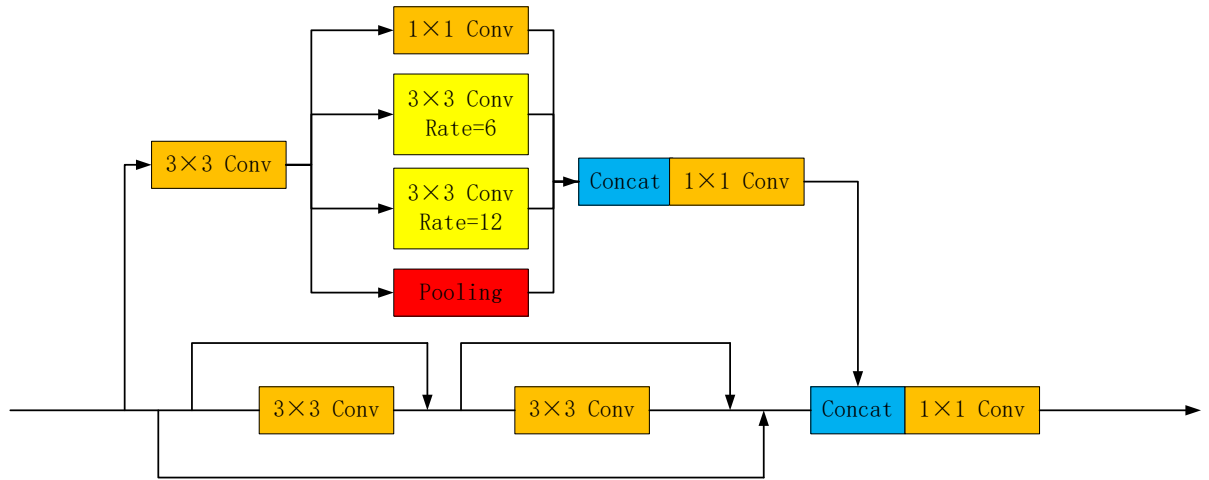 1×1 Conv
3×3 Conv
Rate=6
3×3 Conv
3×3 Conv
Rate=12
Concat
1×1 Conv
Pooling
3×3 Conv
3×3 Conv
Concat
1×1 Conv